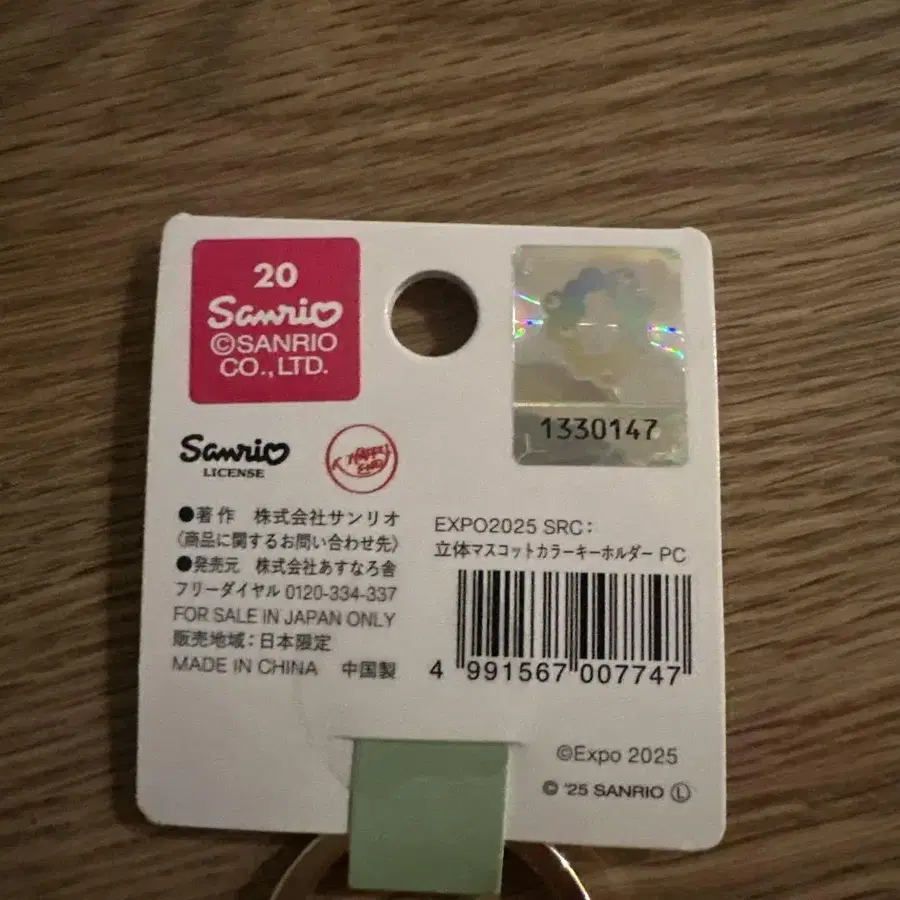 20
Sanrio
©SANRIO
CO., LTD.
1330147
Sanrio
LICENSE
●著作 株式会社サンリオ
〈商品に関するお問い合わせ先〉
●発売元 株式会社あすなろ舎
フリーダイヤル 0120-334-337
FOR SALE IN JAPAN ONLY
販売地域：日本限定
MADE IN CHINA 中国製
EXPO2025 SRC：
立体マスコットカラーキーホルダー PC
4 991567 007747
©Expo 2025
© '25 SANRIO Ⓛ